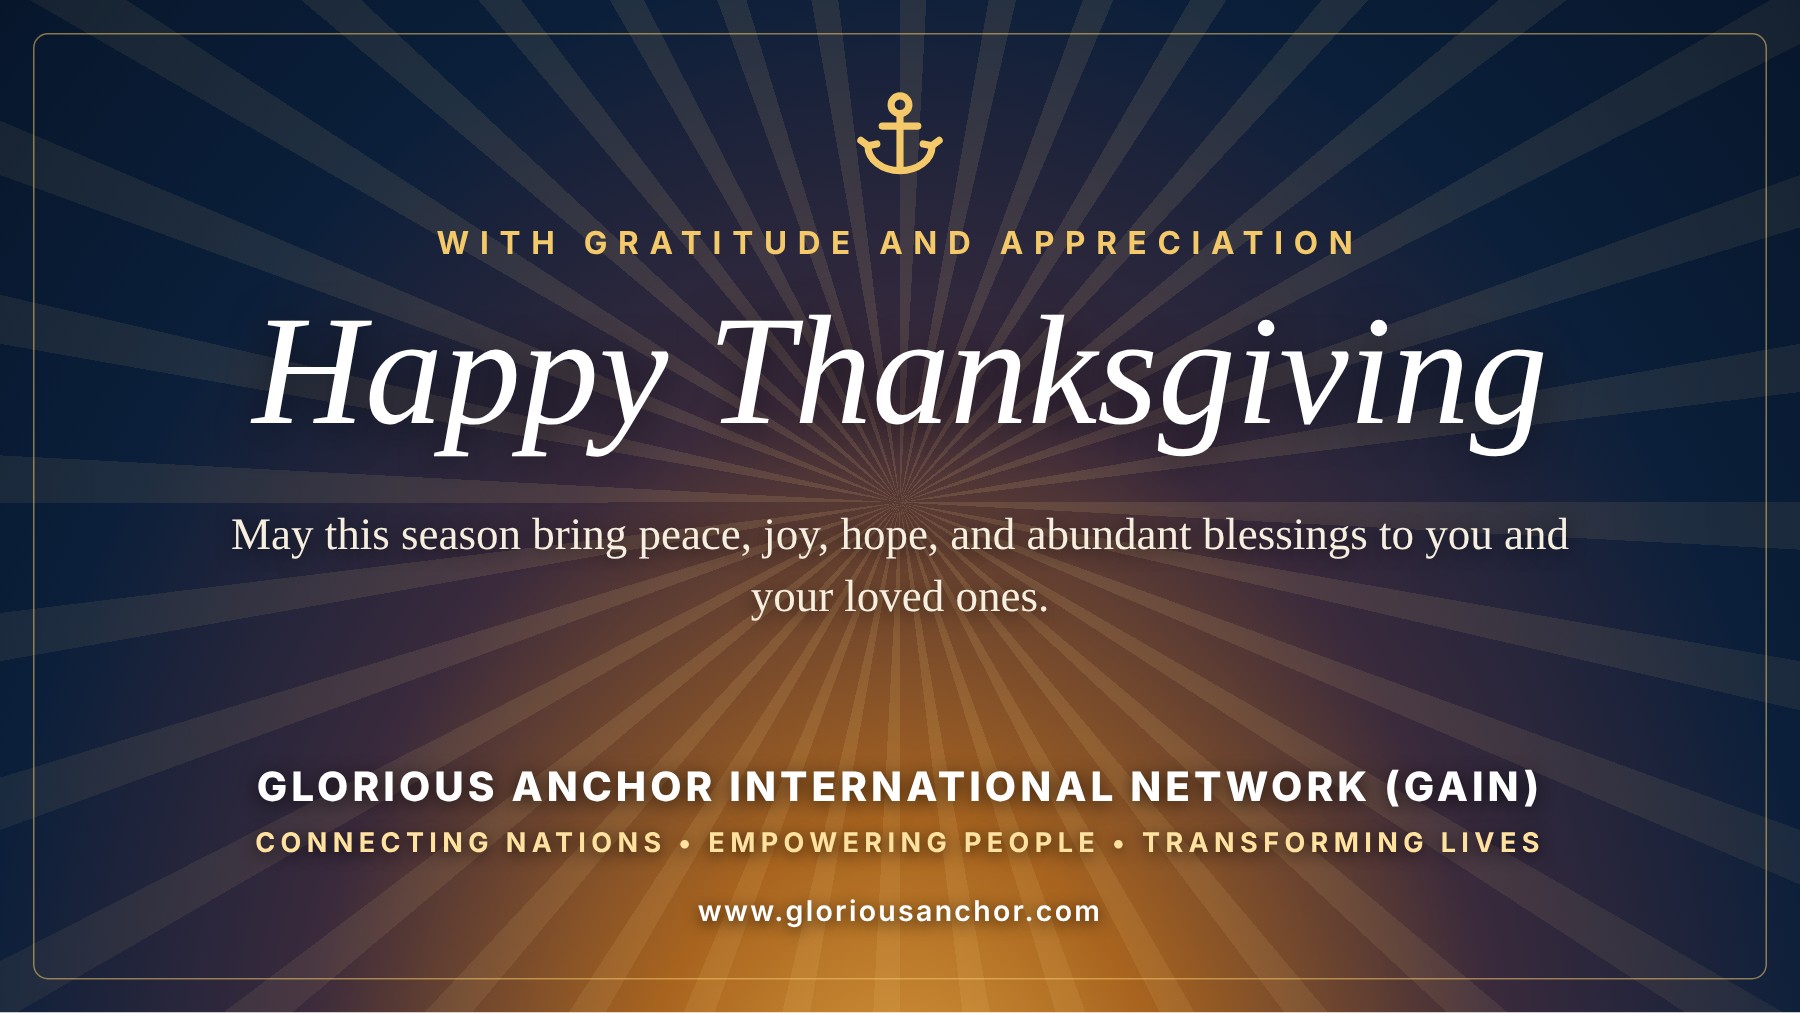 WITH GRATITUDE AND APPRECIATION
Happy Thanksgiving
May this season bring peace, joy, hope, and abundant blessings to you and
your loved ones.
GLORIOUS ANCHOR INTERNATIONAL NETWORK (GAIN)
CONNECTING NATIONS • EMPOWERING PEOPLE • TRANSFORMING LIVES
www.gloriousanchor.com